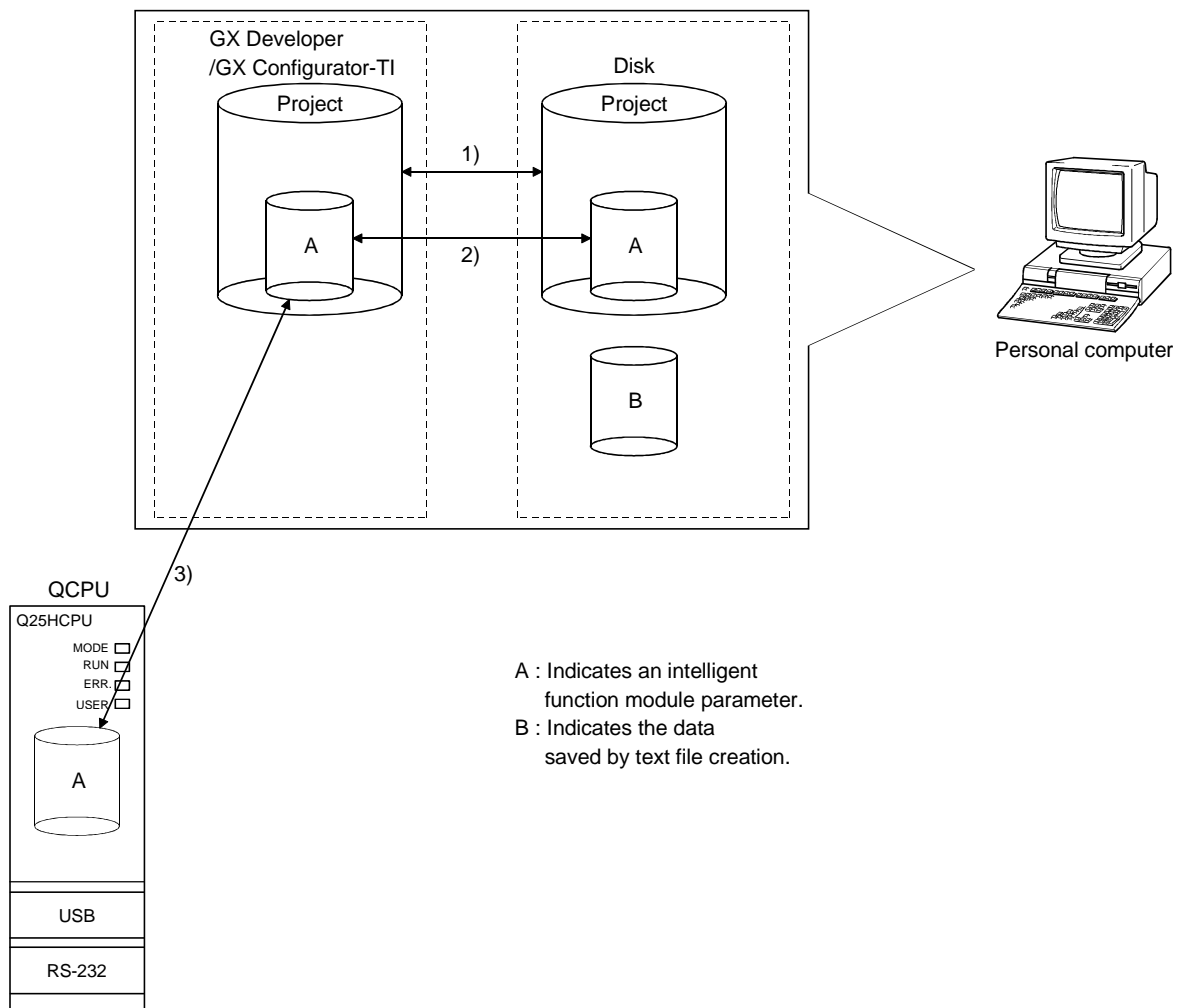 GX Developer
/GX Configurator-TI
Disk
Project
Project
1)
A
2)
A
B
Personal computer
3)
QCPU
Q25HCPU
MODE
RUN
ERR.
USER
A
USB
RS-232
A : Indicates an intelligent
function module parameter.
B : Indicates the data
saved by text file creation.